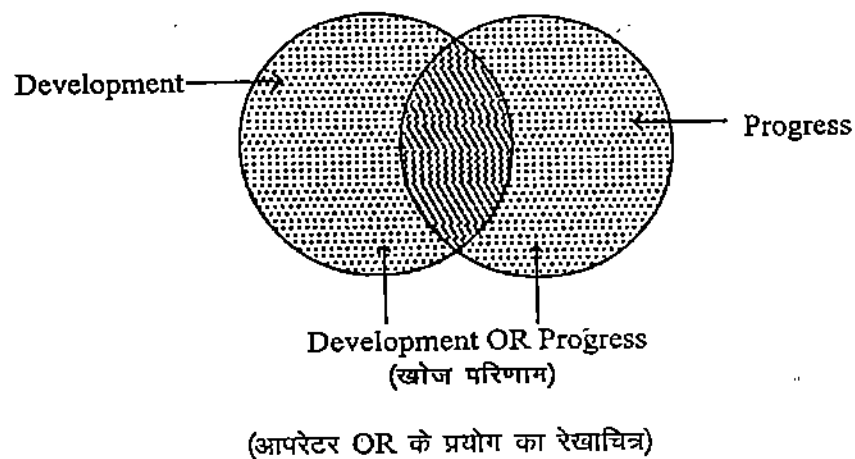 Development
Progress
Development OR Progress
(खोज परिणाम)
(आपरेटर OR के प्रयोग का रेखाचित्र)